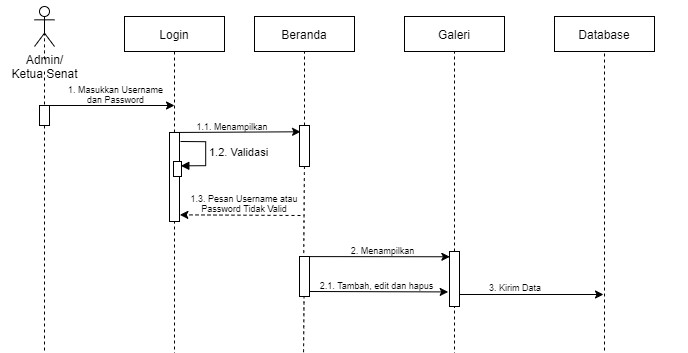 Login
Beranda
Galeri
Database
Admin/
Ketua Senat
1. Masukkan Username
dan Password
1.1. Menampilkan
1.2. Validasi
1.3. Pesan Username atau
Password Tidak Valid
2. Menampilkan
2.1. Tambah, edit dan hapus
3. Kirim Data